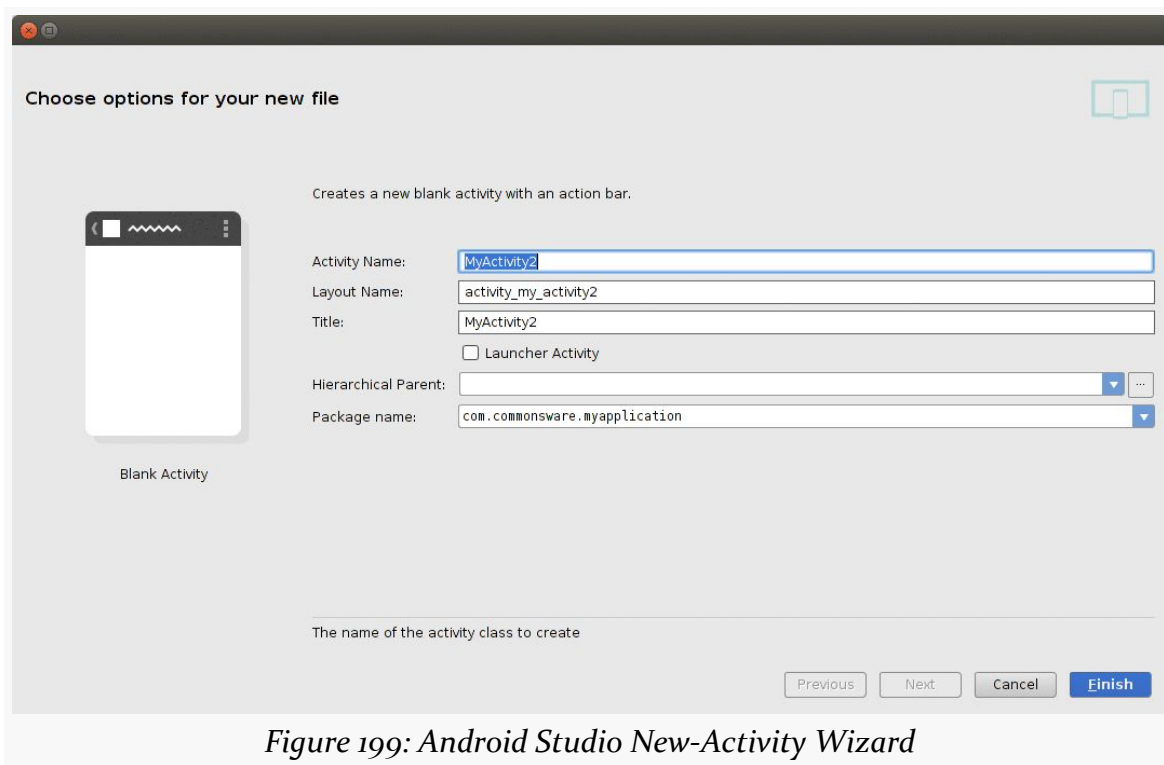 Choose options for your new file
Creates a new blank activity with an action bar.
Activity Name: MyActivity2
Layout Name: activity_my_activity2
Title: MyActivity2
Launcher Activity
Hierarchical Parent: ...
Package name: com.commonsware.myapplication
Blank Activity
The name of the activity class to create
Previous Next Cancel Finish
Figure 199: Android Studio New-Activity Wizard